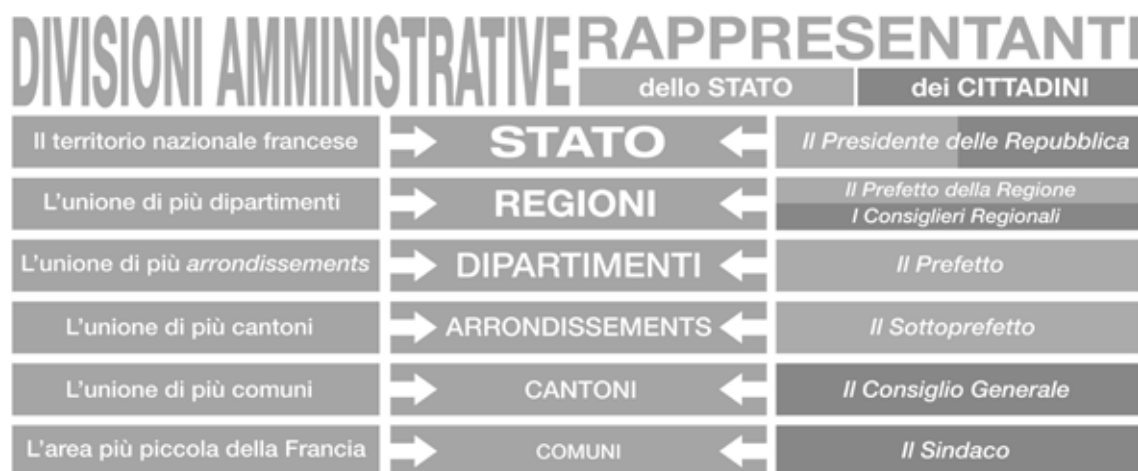 DIVISIONI AMMINISTRATIVE RAPPRESENTANTI
dello STATO dei CITTADINI
Il territorio nazionale francese STATO Il Presidente delle Repubblica
L'unione di più dipartimenti REGIONI Il Prefetto della Regione
I Consiglieri Regionali
L'unione di più arrondissements DIPARTIMENTI Il Prefetto
L'unione di più cantoni ARRONDISSEMENTS Il Sottoprefetto
L'unione di più comuni CANTONI Il Consiglio Generale
L'area più piccola della Francia COMUNI Il Sindaco